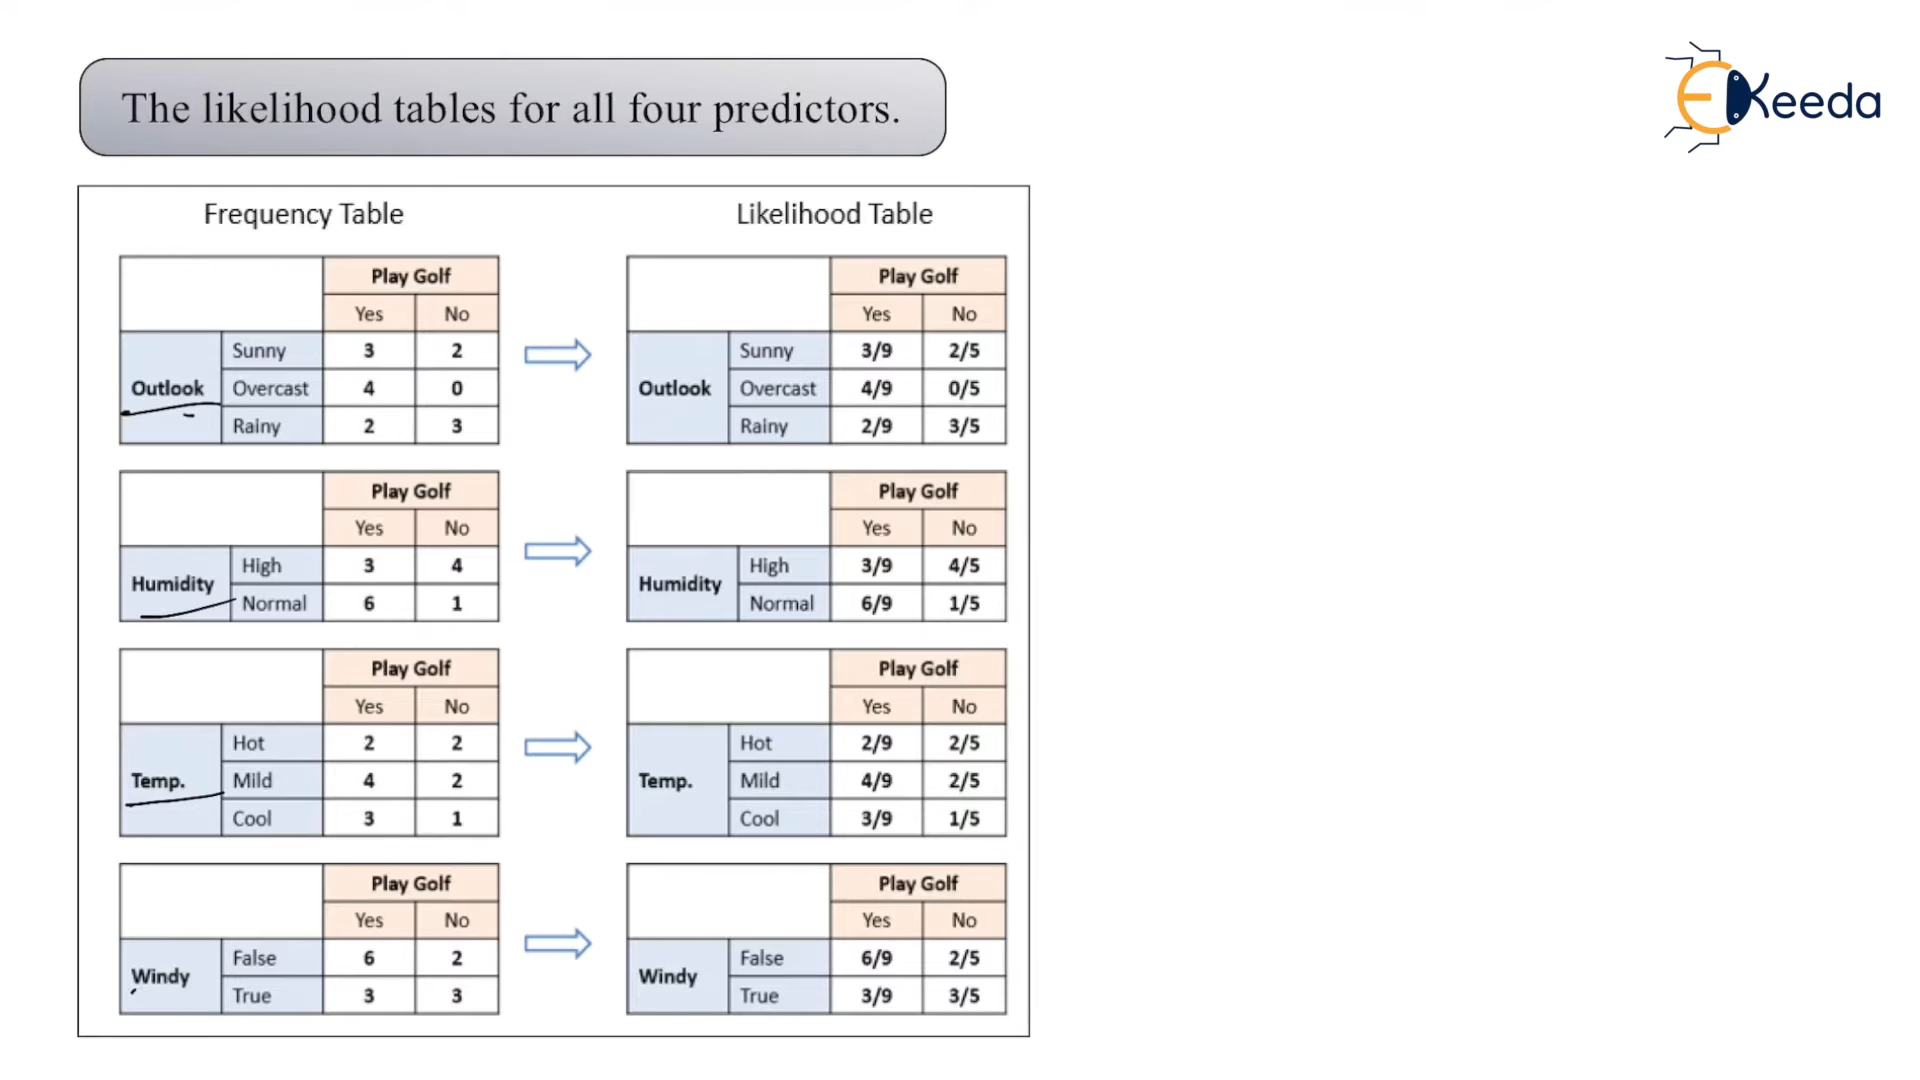 The likelihood tables for all four predictors.
EKeeda
Frequency Table
Likelihood Table
Play Golf
Yes No
Sunny 3 2
Outlook Overcast 4 0
Rainy 2 3
Play Golf
Yes No
Sunny 3/9 2/5
Outlook Overcast 4/9 0/5
Rainy 2/9 3/5
Play Golf
Yes No
High 3 4
Humidity
Normal 6 1
Play Golf
Yes No
High 3/9 4/5
Humidity
Normal 6/9 1/5
Play Golf
Yes No
Hot 2 2
Temp. Mild 4 2
Cool 3 1
Play Golf
Yes No
Hot 2/9 2/5
Temp. Mild 4/9 2/5
Cool 3/9 1/5
Play Golf
Yes No
False 6 2
Windy
True 3 3
Play Golf
Yes No
False 6/9 2/5
Windy
True 3/9 3/5